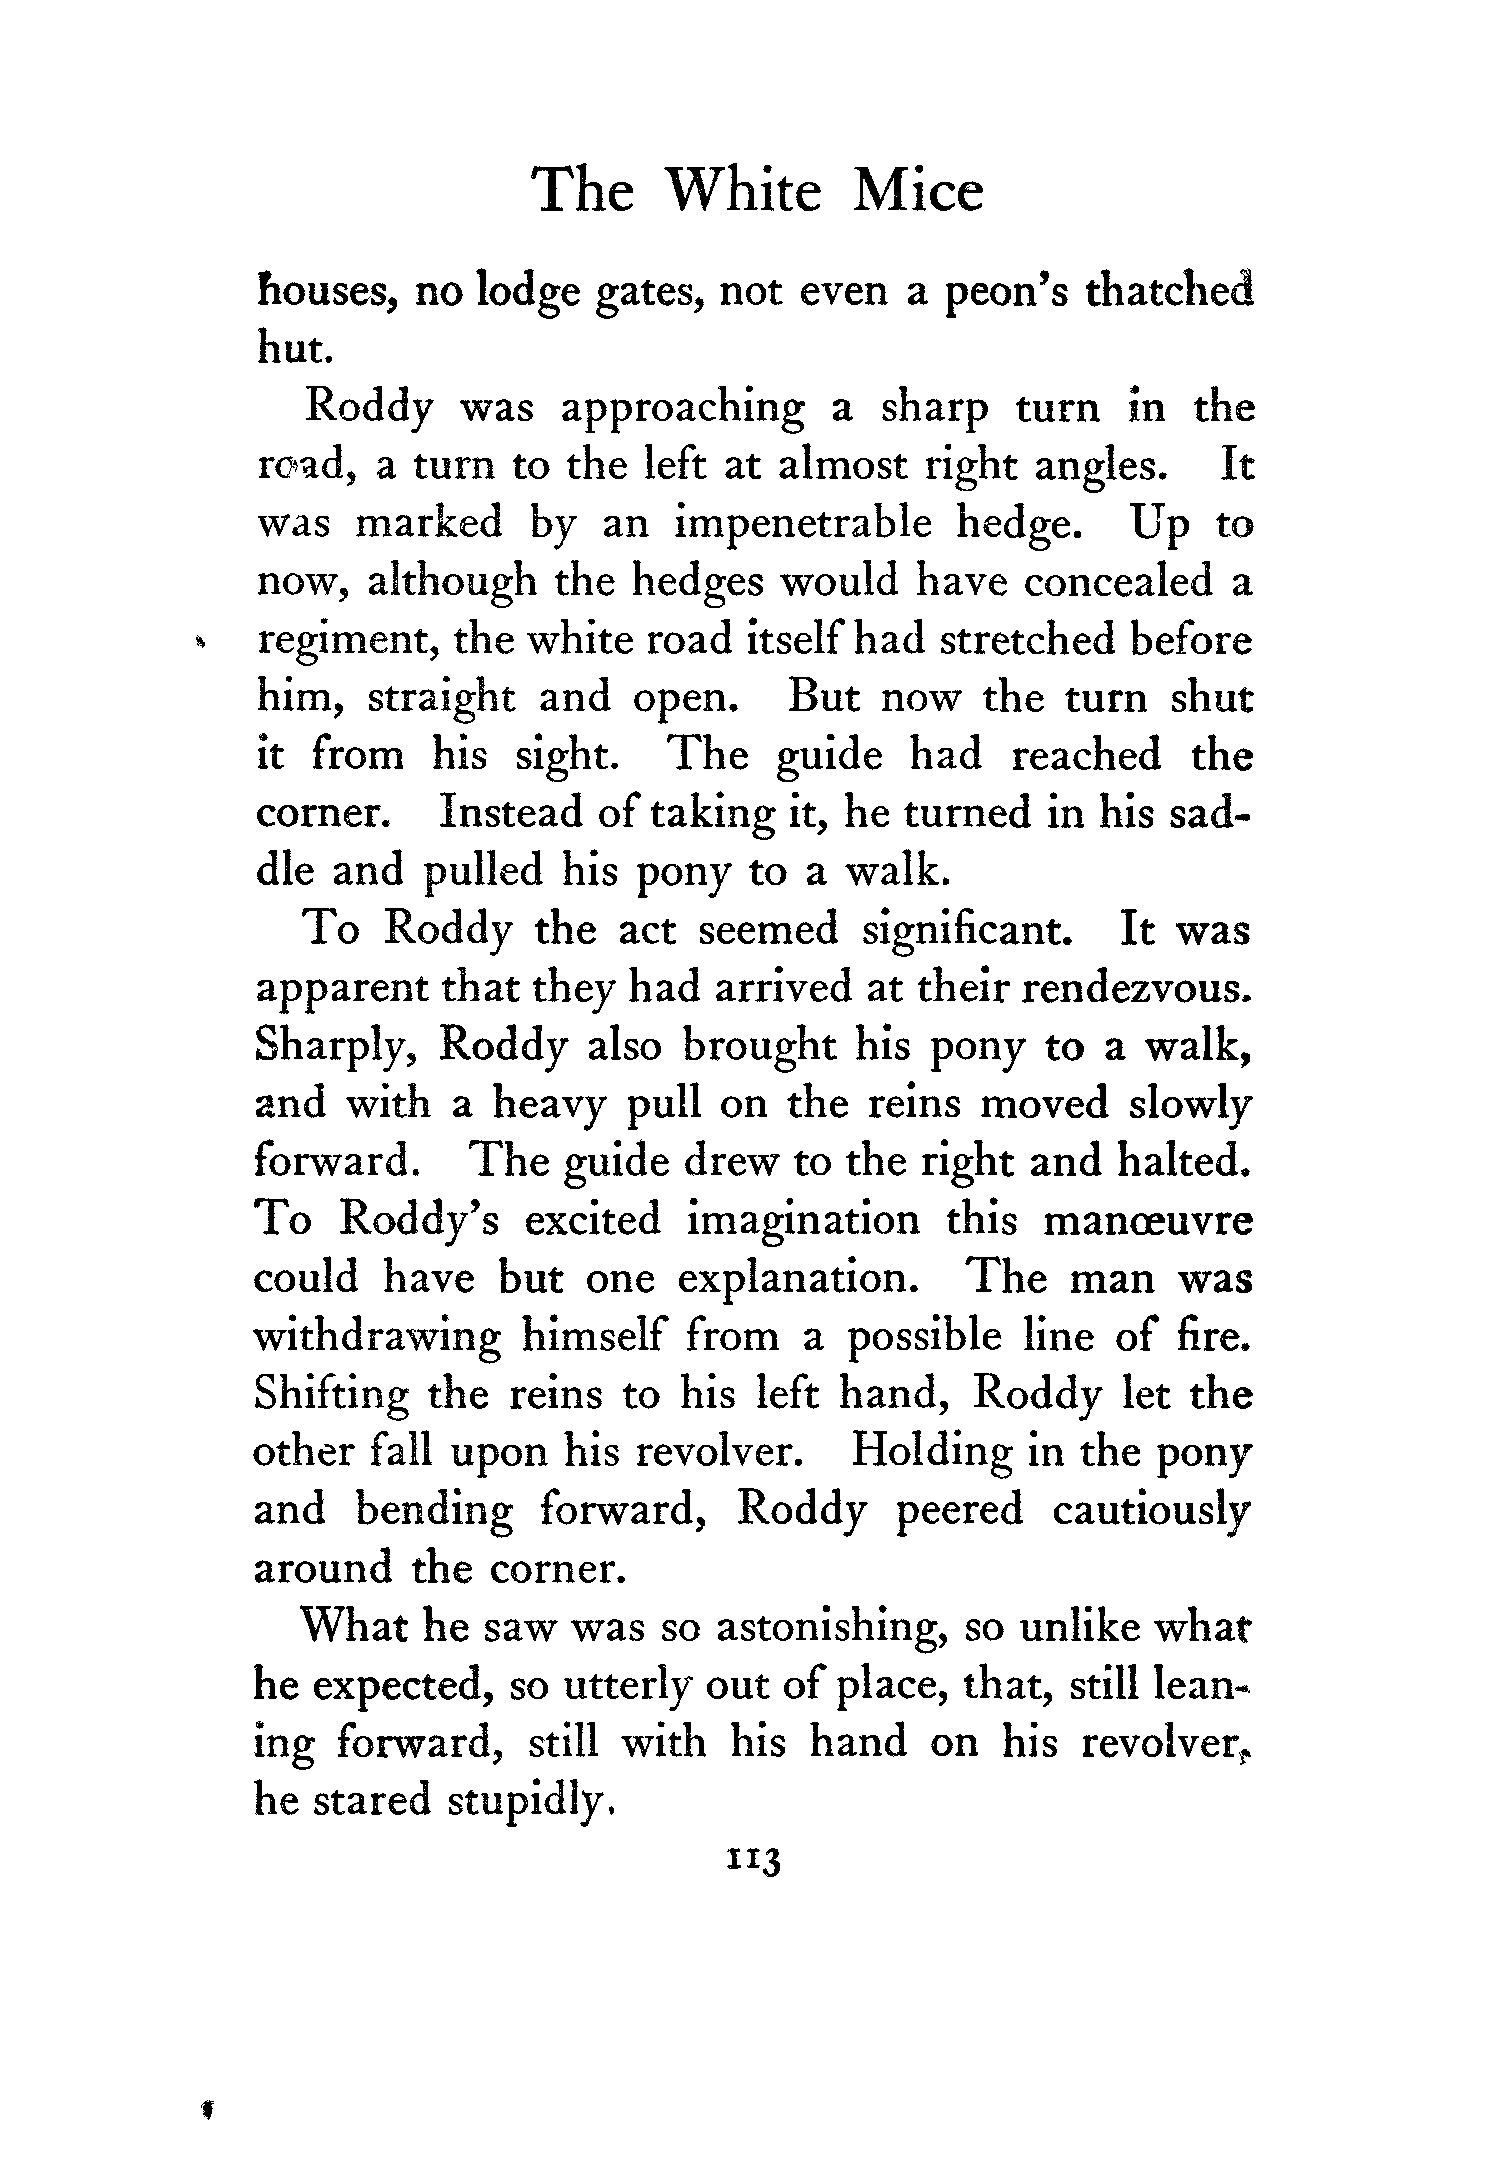 The White Mice
houses, no lodge gates, not even a peon's thatched
hut.
Roddy was approaching a sharp turn in the
road, a turn to the left at almost right angles. It
was marked by an impenetrable hedge. Up to
now, although the hedges would have concealed a
regiment, the white road itself had stretched before
him, straight and open. But now the turn shut
it from his sight. The guide had reached the
corner. Instead of taking it, he turned in his sad-
dle and pulled his pony to a walk.
To Roddy the act seemed significant. It was
apparent that they had arrived at their rendezvous.
Sharply, Roddy also brought his pony to a walk,
and with a heavy pull on the reins moved slowly
forward. The guide drew to the right and halted.
To Roddy's excited imagination this manœuvre
could have but one explanation. The man was
withdrawing himself from a possible line of fire.
Shifting the reins to his left hand, Roddy let the
other fall upon his revolver. Holding in the pony
and bending forward, Roddy peered cautiously
around the corner.
What he saw was so astonishing, so unlike what
he expected, so utterly out of place, that, still lean-
ing forward, still with his hand on his revolver,
he stared stupidly.
113